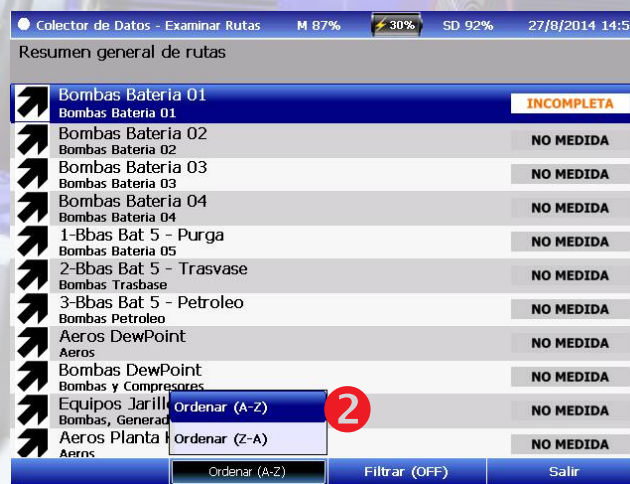 Colector de Datos - Examinar Rutas M 87% 30% SD 92% 27/8/2014 14:5
Resumen general de rutas
Bombas Bateria 01
Bombas Bateria 01
INCOMPLETA
Bombas Bateria 02
Bombas Bateria 02
NO MEDIDA
Bombas Bateria 03
Bombas Bateria 03
NO MEDIDA
Bombas Bateria 04
Bombas Bateria 04
NO MEDIDA
1-Bbas Bat 5 - Purga
Bombas Bateria 05
NO MEDIDA
2-Bbas Bat 5 - Trasvase
Bombas Trasbase
NO MEDIDA
3-Bbas Bat 5 - Petroleo
Bombas Petroleo
NO MEDIDA
Aeros DewPoint
Aeros
NO MEDIDA
Bombas DewPoint
Bombas y Compresores
NO MEDIDA
Equipos Jarill
Bombas, Generad
NO MEDIDA
Aeros Planta
Aeros
NO MEDIDA
Ordenar (A-Z)
2
Ordenar (Z-A)
Ordenar (A-Z) Filtrar (OFF) Salir